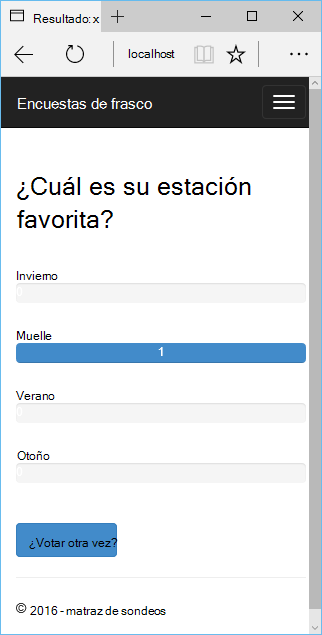 Resultado: x
localhost
Encuestas de frasco
¿Cuál es su estación
favorita?
Invierno
0
Muelle
1
Verano
0
Otoño
0
¿Votar otra vez?
© 2016 - matraz de sondeos